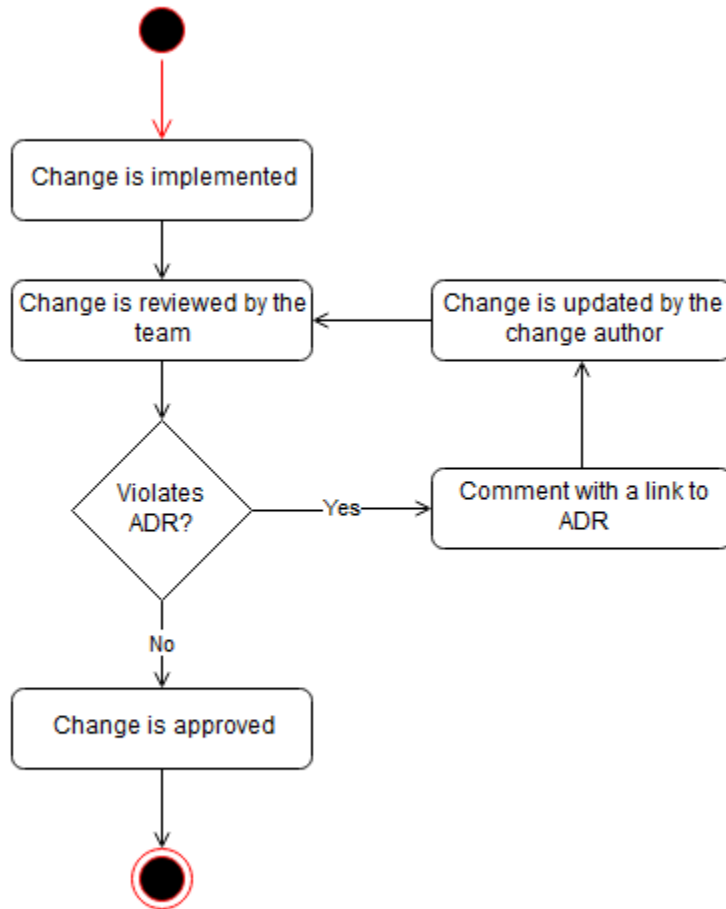 Change is implemented
Change is reviewed by the
team
Change is updated by the
change author
Violates
ADR?
Yes
Comment with a link to
ADR
No
Change is approved